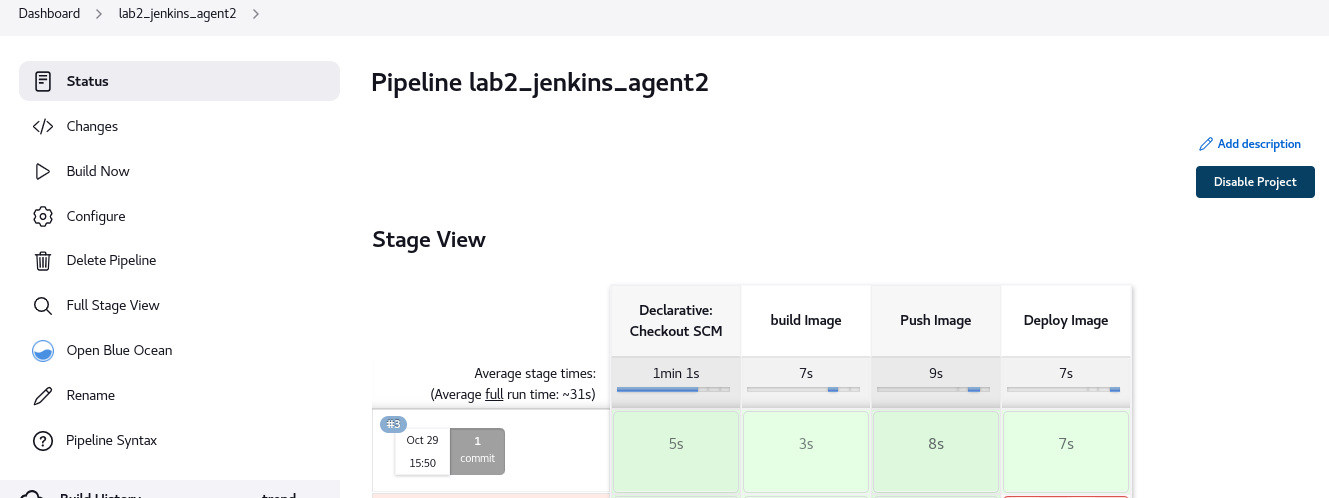 Dashboard
lab2_jenkins_agent2
Status
Changes
Build Now
Configure
Delete Pipeline
Full Stage View
Open Blue Ocean
Rename
Pipeline Syntax
Build History
trend
Pipeline lab2_jenkins_agent2
Add description
Disable Project
Stage View
Declarative:
Checkout SCM
build Image
Push Image
Deploy Image
Average stage times:
(Average full run time: ~31s)
1min 1s
7s
9s
7s
#3
Oct 29
15:50
1
commit
5s
3s
8s
7s